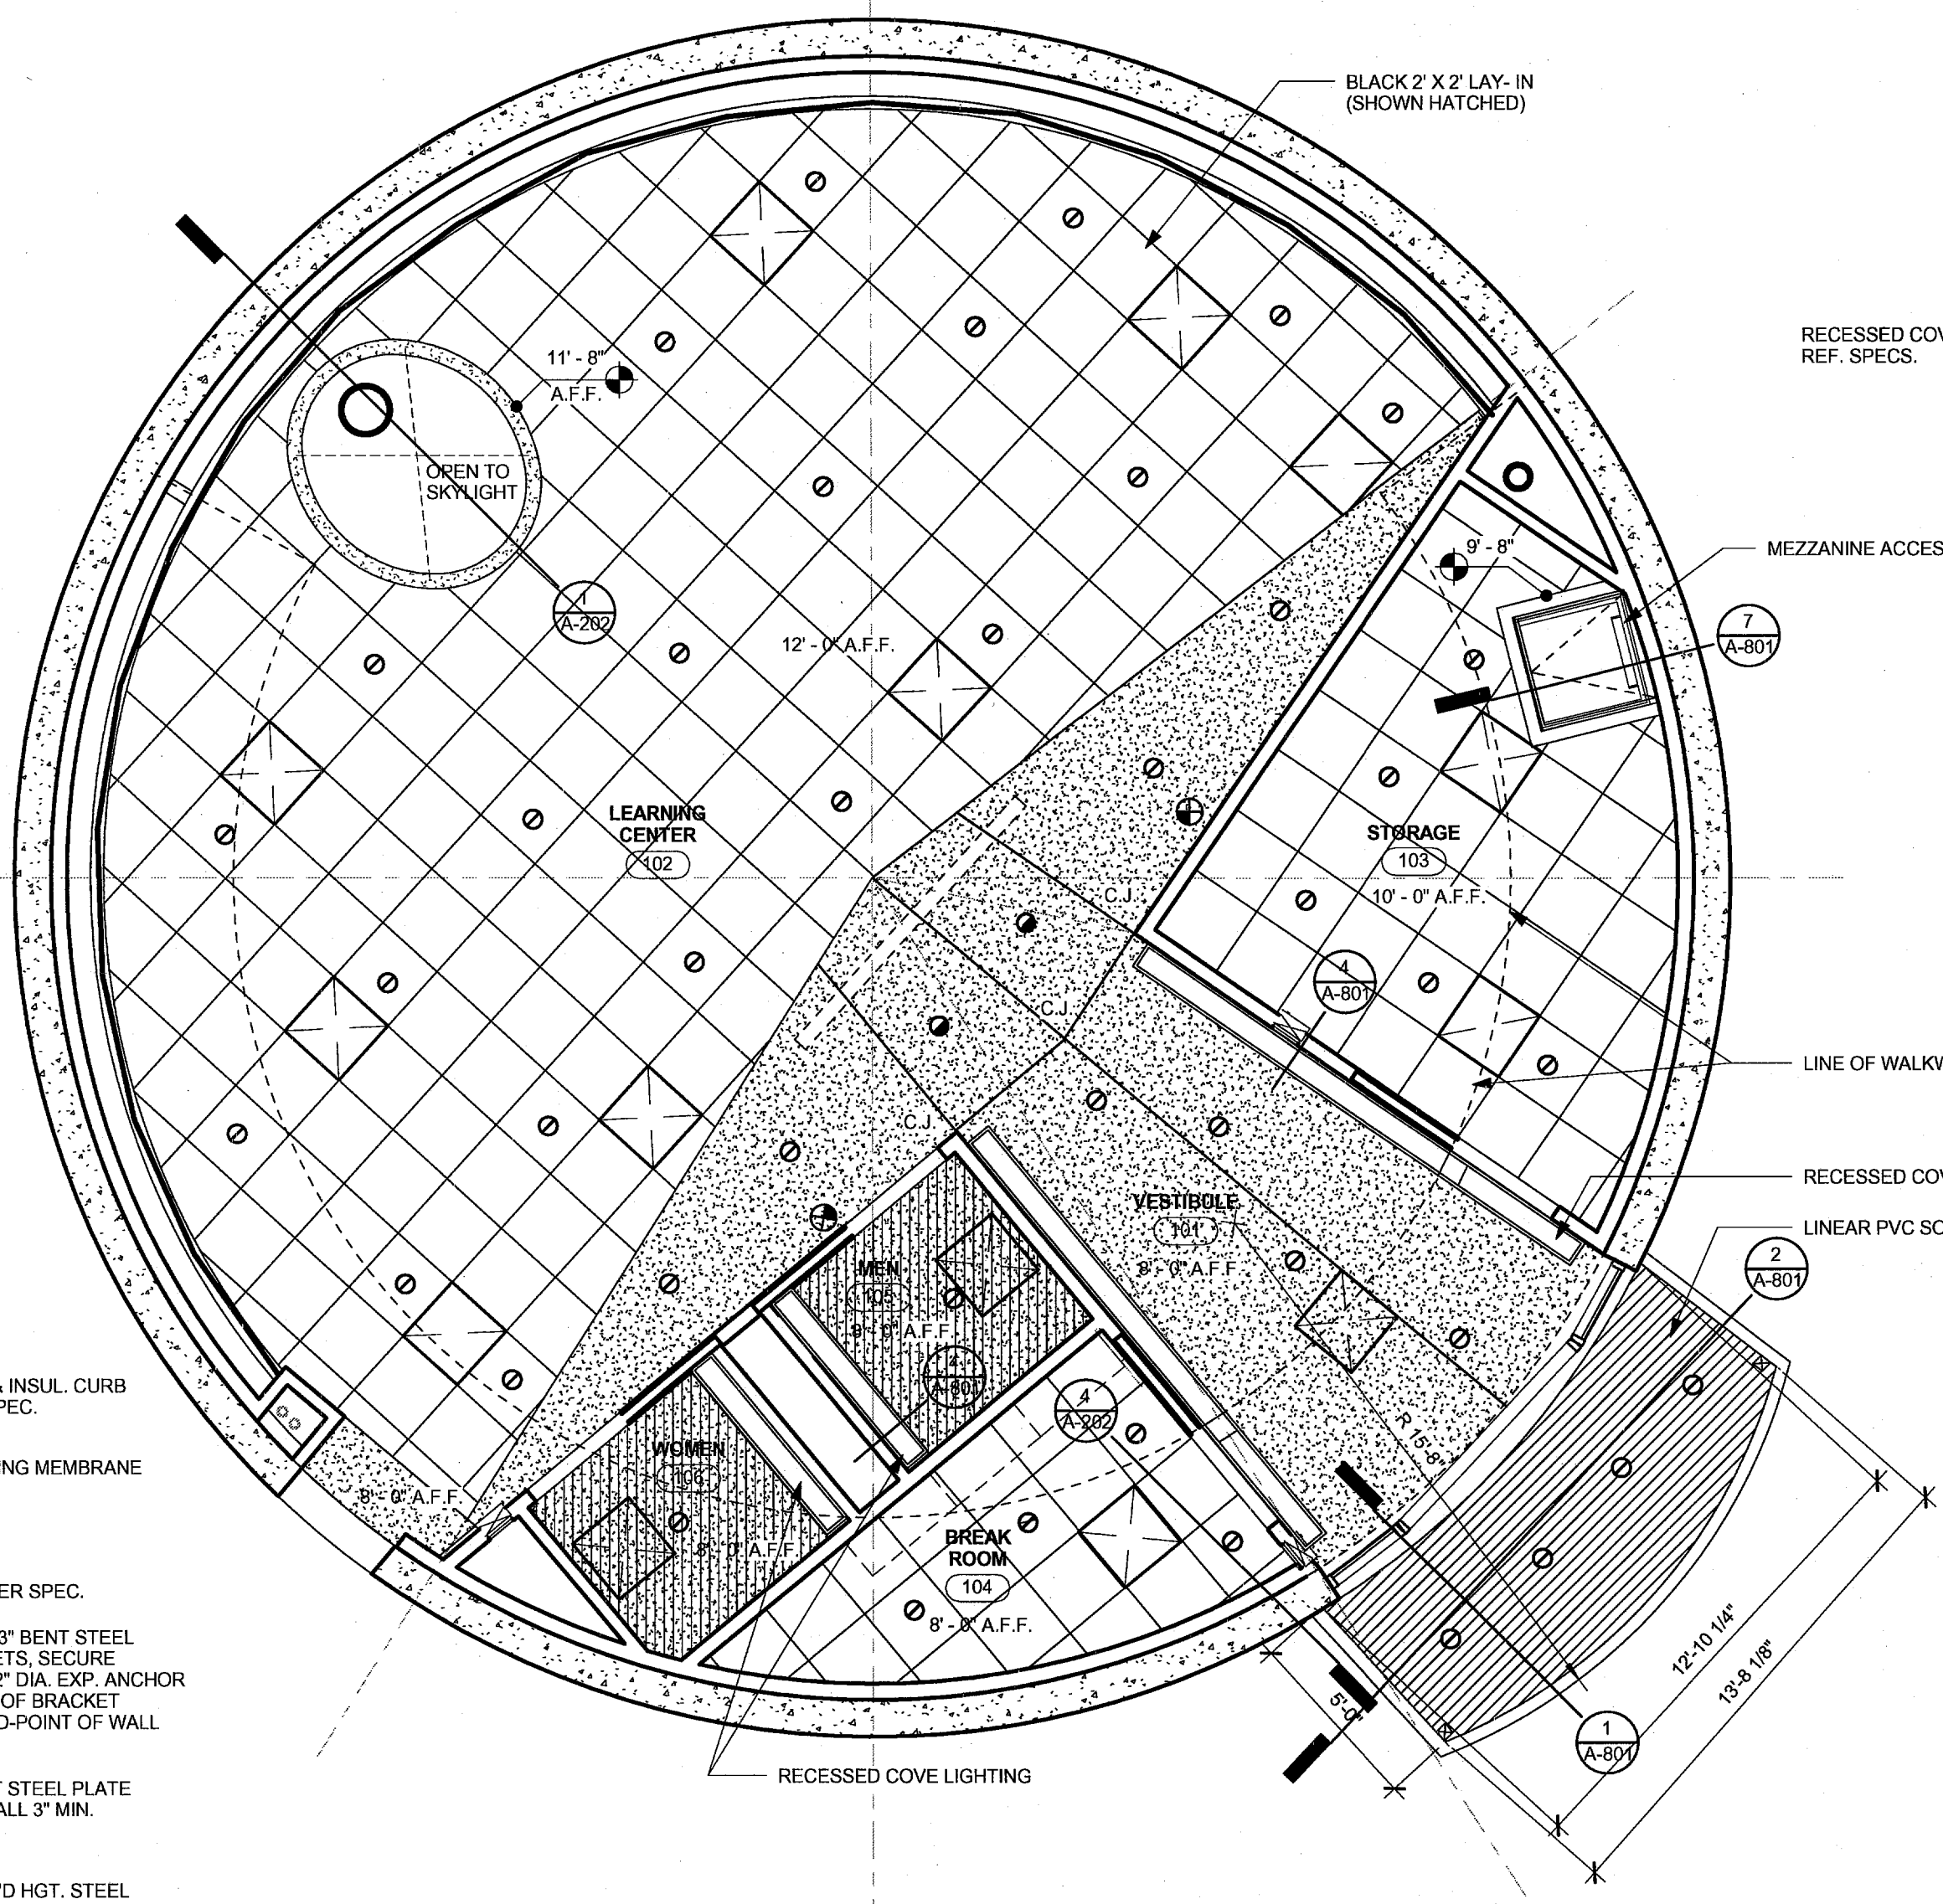 BLACK 2' X 2' LAY- IN
(SHOWN HATCHED)
RECESSED COV
REF. SPECS.
11' - 8"
A.F.F.
OPEN TO
SKYLIGHT
1
A-202
9' - 8"
MEZZANINE ACCES
7
A-801
12' - 0" A.F.F.
LEARNING
CENTER
102
STORAGE
103
10' - 0" A.F.F.
C.J.
4
A-801
C.J.
LINE OF WALKW
C.J.
RECESSED COV
VESTIBULE
101
8' - 0" A.F.F.
LINEAR PVC SO
2
A-801
MEN
105
8' - 0" A.F.F.
A-801
4
A-202
R 15'-8"
& INSUL. CURB
PEC.
WOMEN
106
8' - 0" A.F.F.
NG MEMBRANE
8' - 0" A.F.F.
BREAK
ROOM
104
8' - 0" A.F.F.
ER SPEC.
3" BENT STEEL
ETS, SECURE
2" DIA. EXP. ANCHOR
OF BRACKET
D-POINT OF WALL
12'-10 1/4"
13'-8 1/8"
5'-0"
1
A-801
RECESSED COVE LIGHTING
T STEEL PLATE
ALL 3" MIN.
'D HGT. STEEL